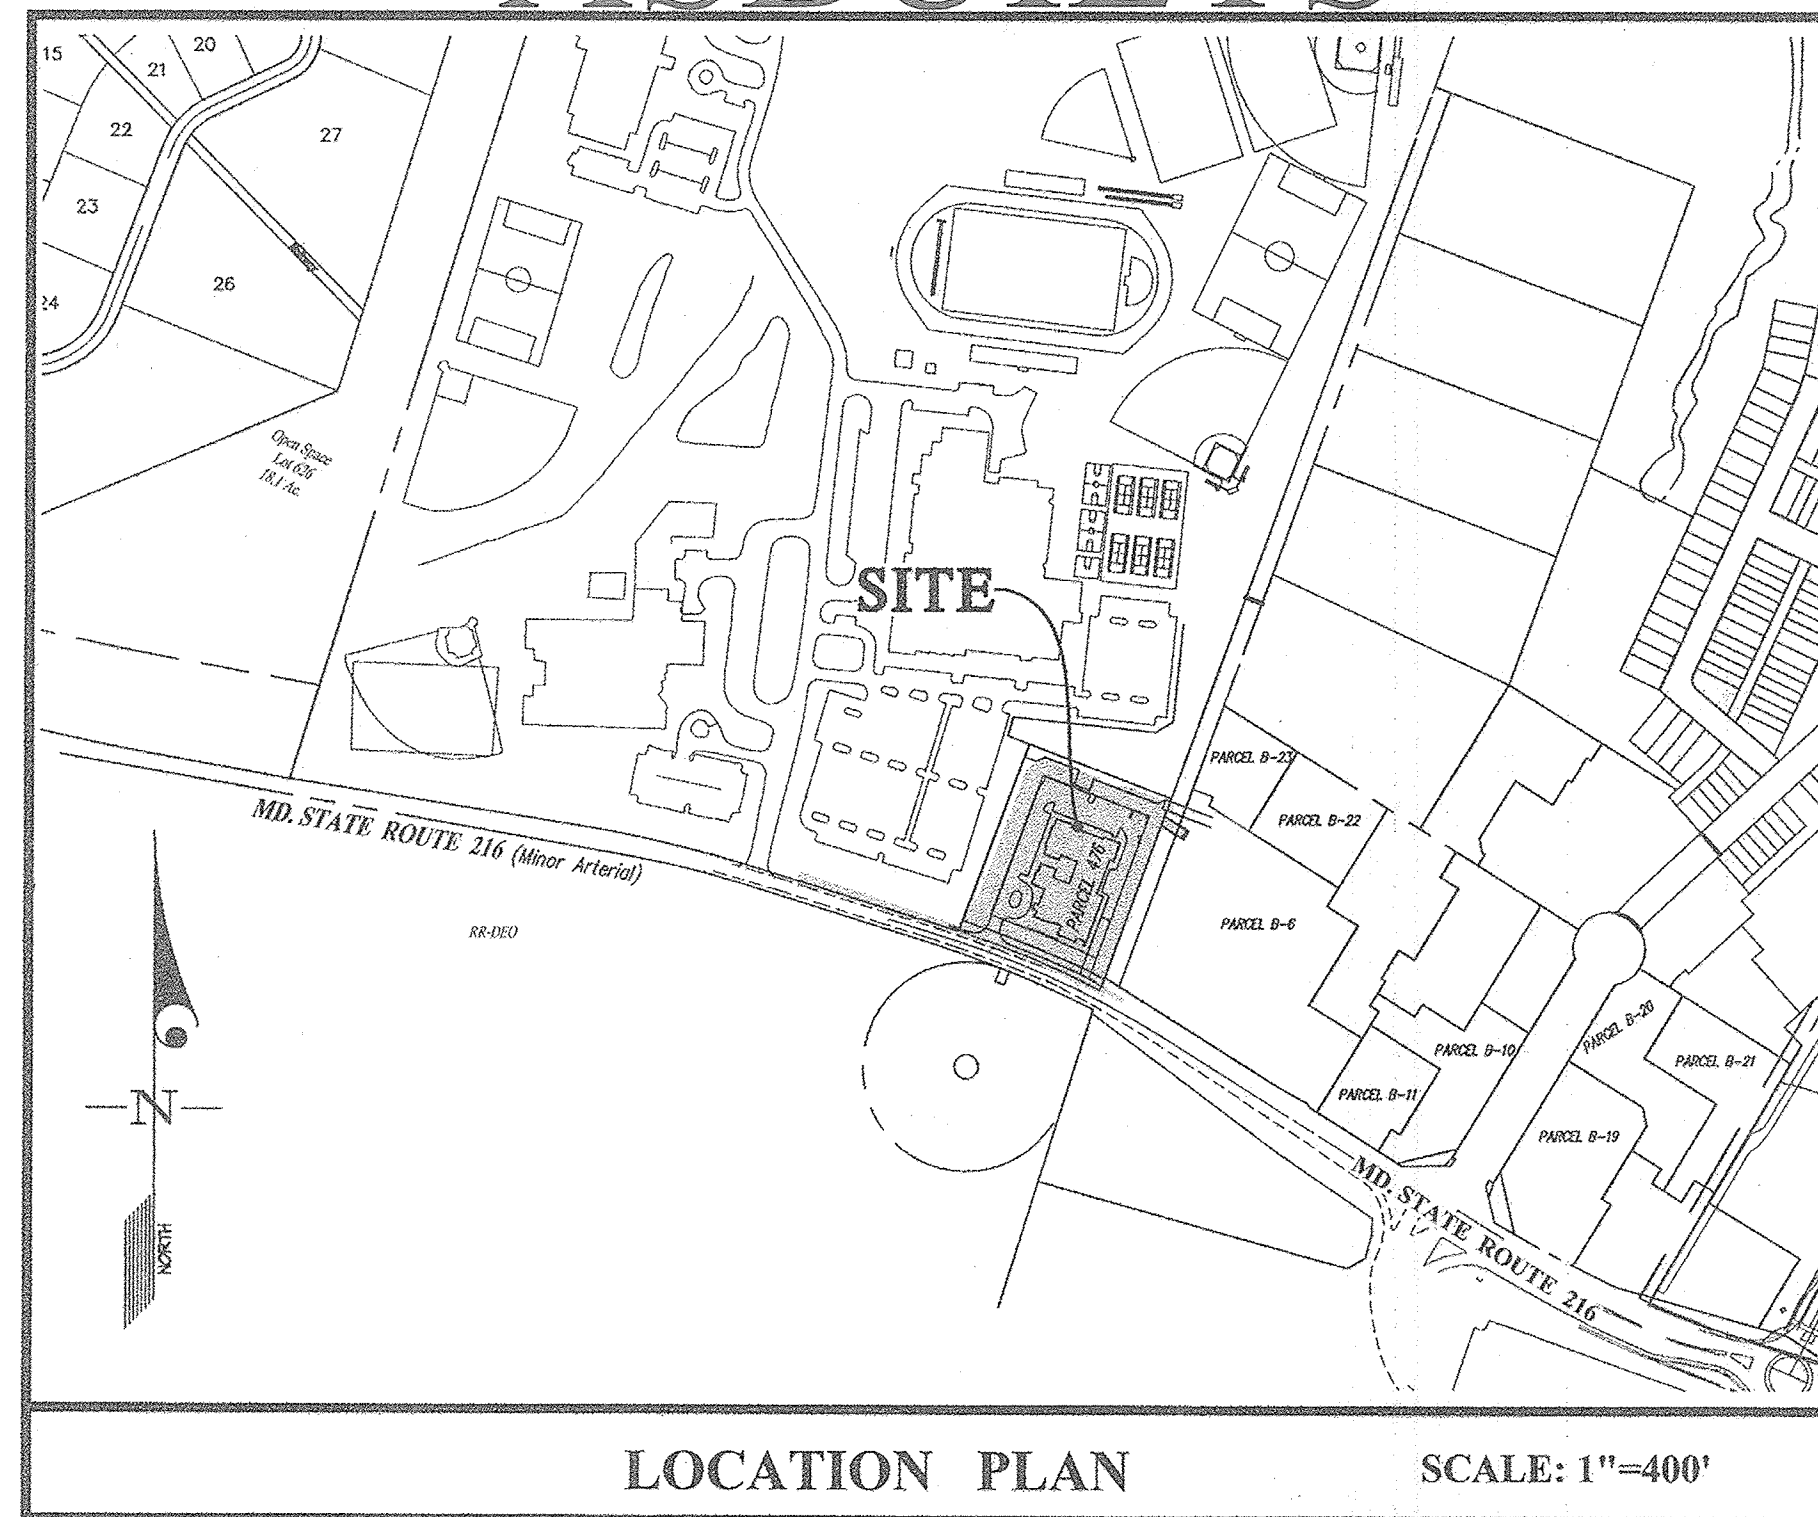 15
20
21
22
27
23
24
26
Open Space
Lot 626
18.1 Ac.
SITE
PARCEL B-23
PARCEL B-22
PARCEL 476
PARCEL B-6
MD. STATE ROUTE 216 (Minor Arterial)
RR-DEO
PARCEL B-20
PARCEL B-10
PARCEL B-21
PARCEL B-11
PARCEL B-19
N
NORTH
MD. STATE ROUTE 216
LOCATION PLAN
SCALE: 1"=400'